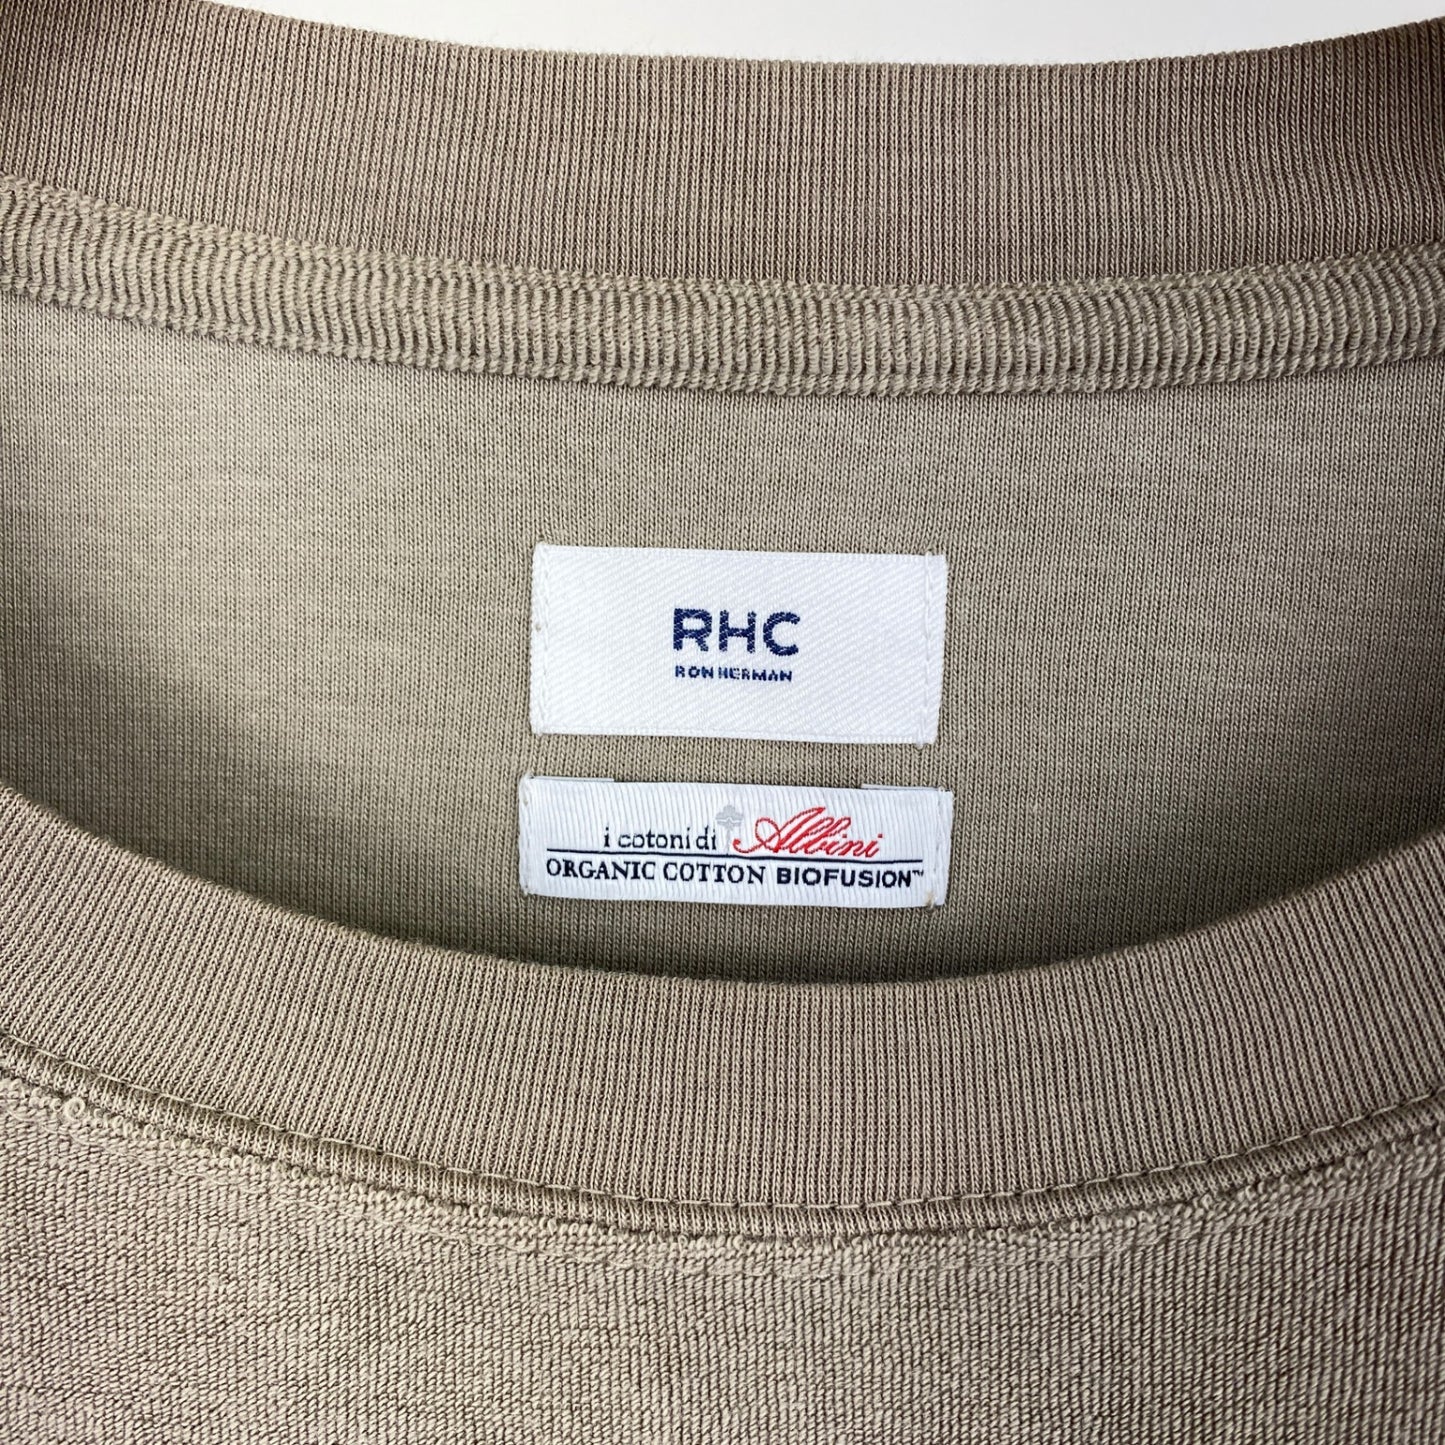 RHC
RON HERMAN
i cotoni di Albini
ORGANIC COTTON BIOFUSION™